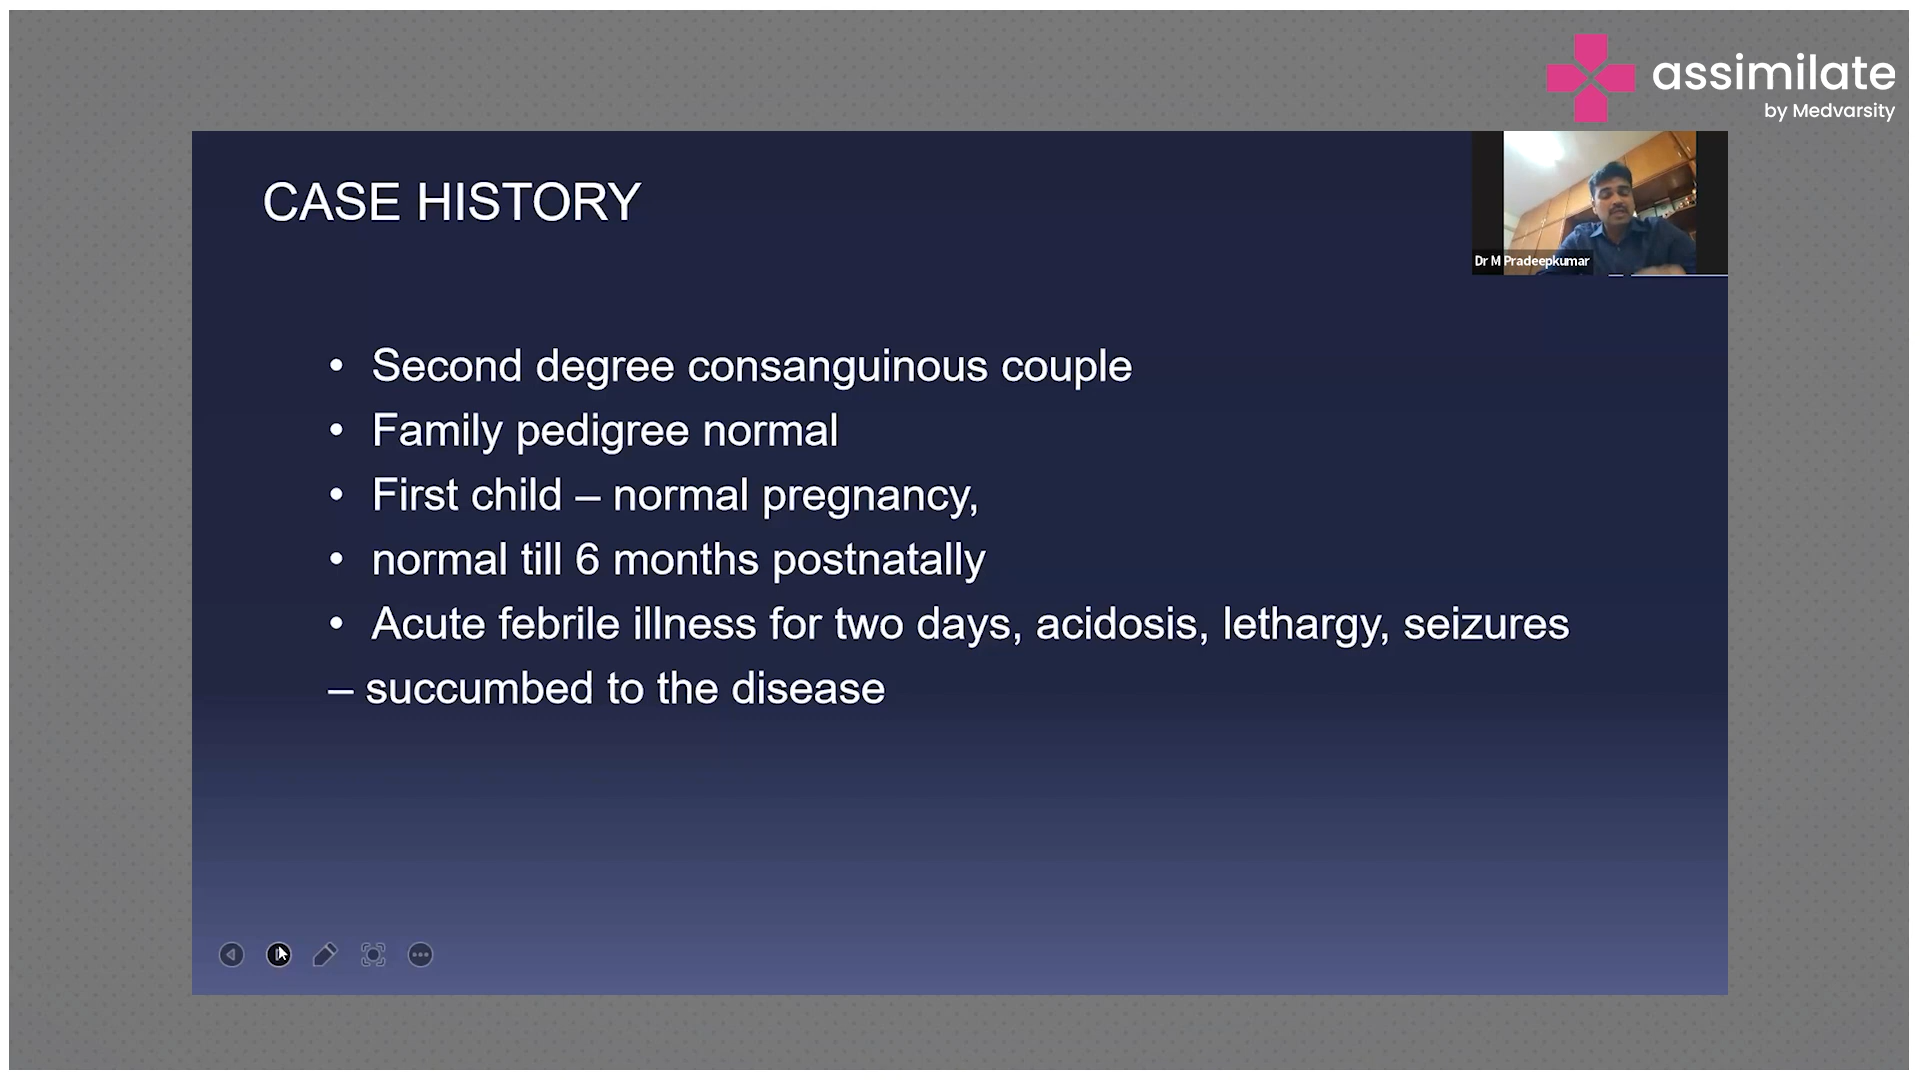 assimilate
by Medvarsity
CASE HISTORY
Dr M Pradeepkumar
• Second degree consanguinous couple
• Family pedigree normal
• First child – normal pregnancy,
• normal till 6 months postnatally
• Acute febrile illness for two days, acidosis, lethargy, seizures
– succumbed to the disease